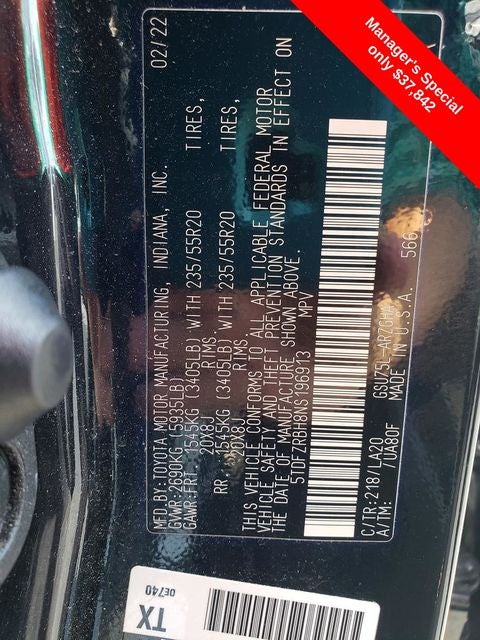 Manager's Special
only $37,842
MFD.BY:TOYOTA MOTOR MANUFACTURING, INDIANA, INC. 02/22
GVWR:2690KG (5935LB)
GAWR:FRT 1545KG (3405LB) WITH 235/55R20 TIRES,
20X8J RIMS
RR 1545KG (3405LB) WITH 235/55R20 TIRES,
20X8J RIMS
THIS VEHICLE CONFORMS TO ALL APPLICABLE FEDERAL MOTOR
VEHICLE SAFETY AND THEFT PREVENTION STANDARDS IN EFFECT ON
THE DATE OF MANUFACTURE SHOWN ABOVE.
5TDFZRBH8NS196913 MPV
C/TR:218/LA20 GSU75L-ARZGHA
A/TM: /UA80F MADE IN U.S.A. 566
TX
0E740